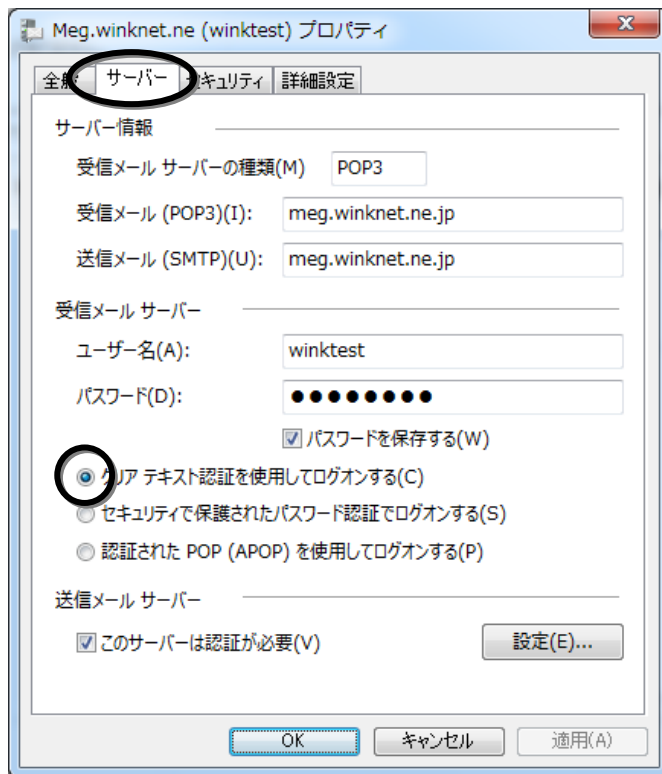 Meg.winknet.ne (winktest) プロパティ
全般 サーバー セキュリティ 詳細設定
サーバー情報
受信メール サーバーの種類(M) POP3
受信メール (POP3)(I): meg.winknet.ne.jp
送信メール (SMTP)(U): meg.winknet.ne.jp
受信メール サーバー
ユーザー名(A): winktest
パスワード(D): ●●●●●●●●
パスワードを保存する(W)
クリア テキスト認証を使用してログオンする(C)
セキュリティで保護されたパスワード認証でログオンする(S)
認証された POP (APOP) を使用してログオンする(P)
送信メール サーバー
このサーバーは認証が必要(V) 設定(E)...
OK キャンセル 適用(A)